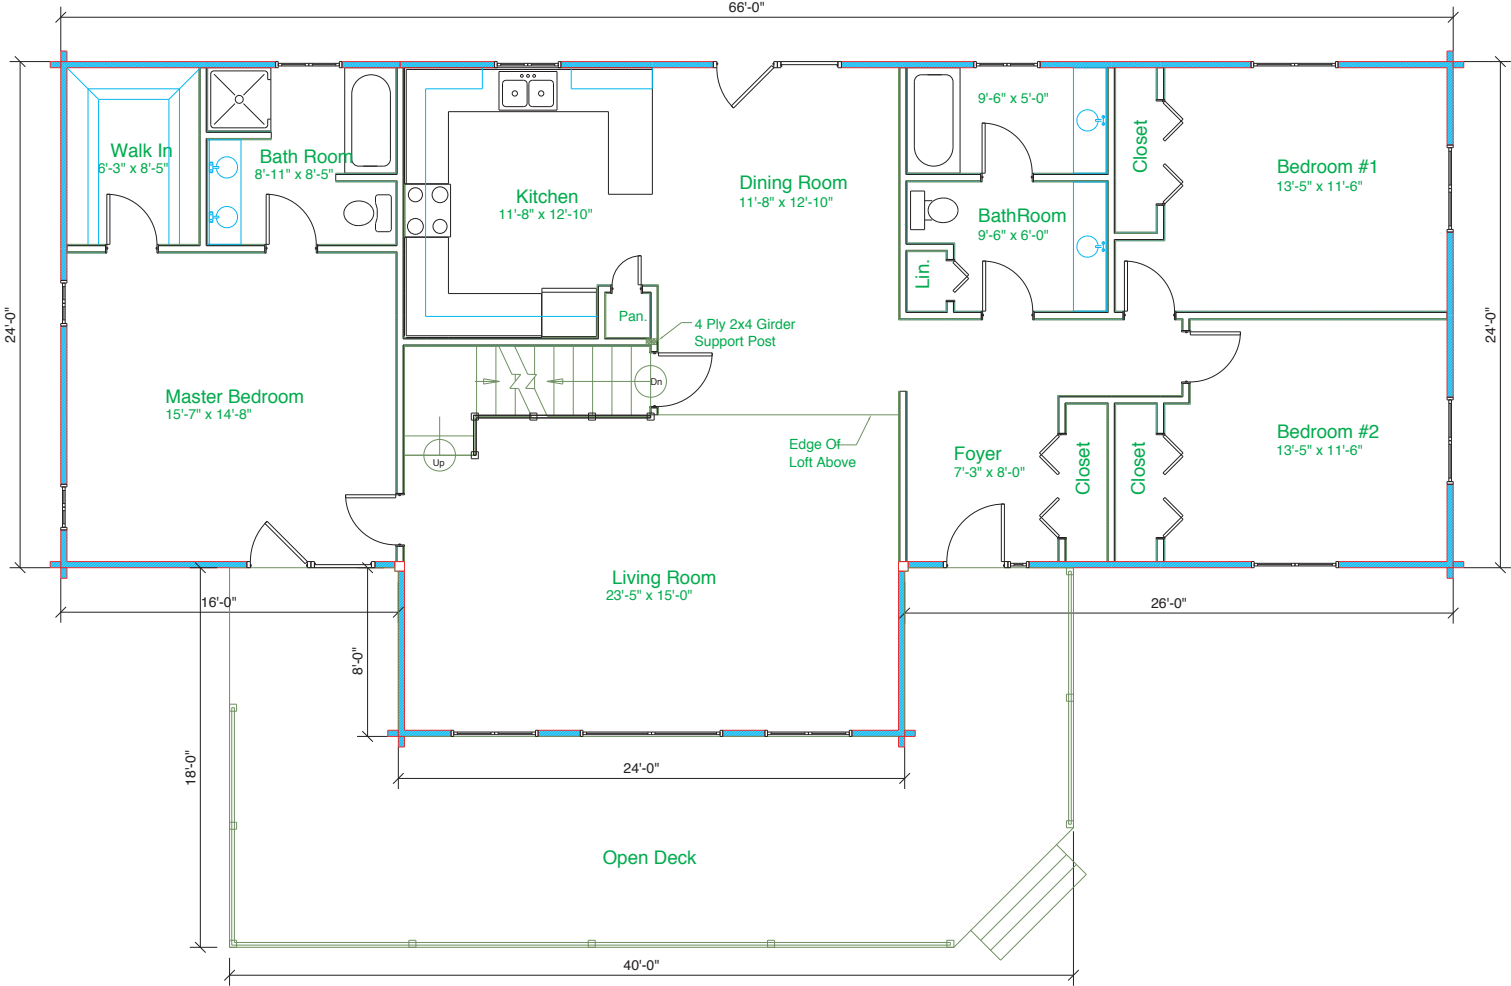 66'-0"
24'-0"
Walk In
6'-3" x 8'-5"
Bath Room
8'-11" x 8'-5"
Kitchen
11'-8" x 12'-10"
Dining Room
11'-8" x 12'-10"
9'-6" x 5'-0"
BathRoom
9'-6" x 6'-0"
Lin.
Closet
Bedroom #1
13'-5" x 11'-6"
24'-0"
Pan.
4 Ply 2x4 Girder
Support Post
Dn
Up
Master Bedroom
15'-7" x 14'-8"
Edge Of
Loft Above
Foyer
7'-3" x 8'-0"
Closet
Closet
Bedroom #2
13'-5" x 11'-6"
Living Room
23'-5" x 15'-0"
16'-0"
26'-0"
8'-0"
18'-0"
24'-0"
Open Deck
40'-0"